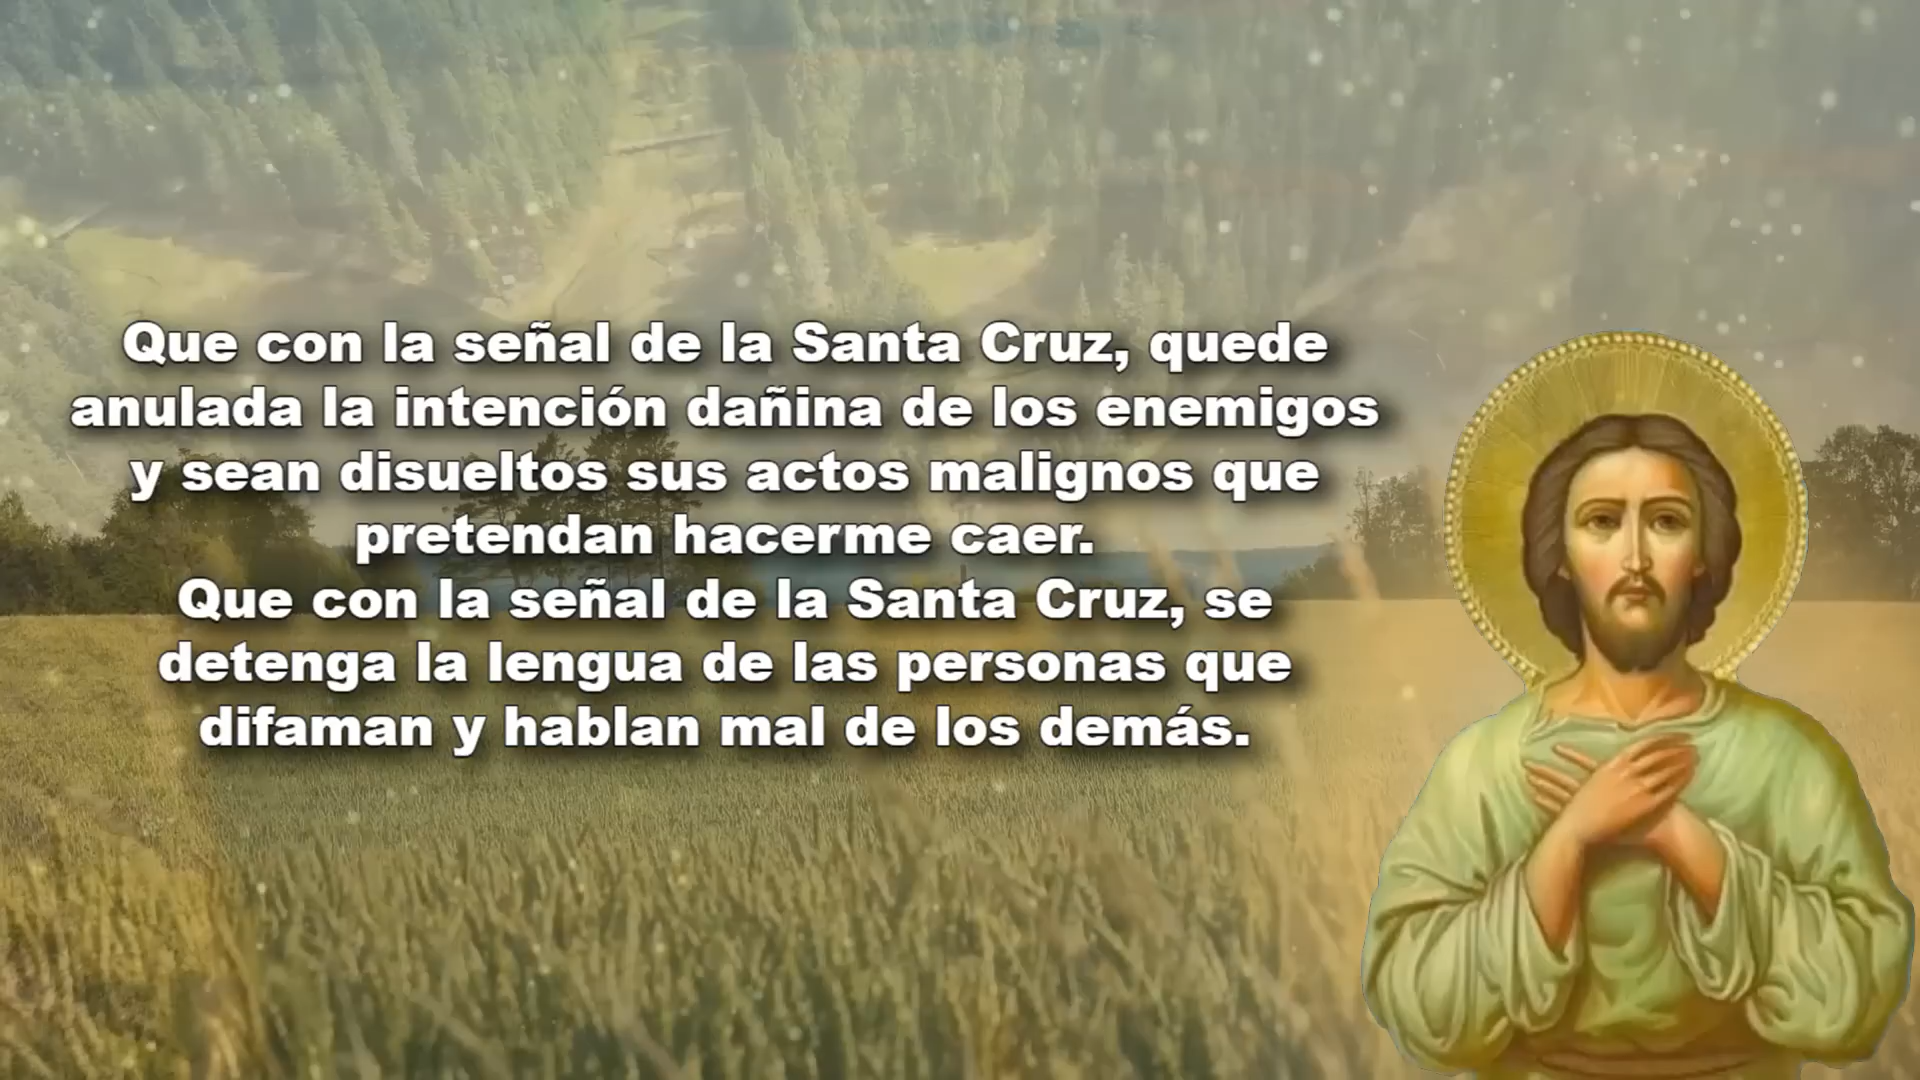 Que con la señal de la Santa Cruz, quede
anulada la intención dañina de los enemigos
y sean disueltos sus actos malignos que
pretendan hacerme caer.
Que con la señal de la Santa Cruz, se
detenga la lengua de las personas que
difaman y hablan mal de los demás.